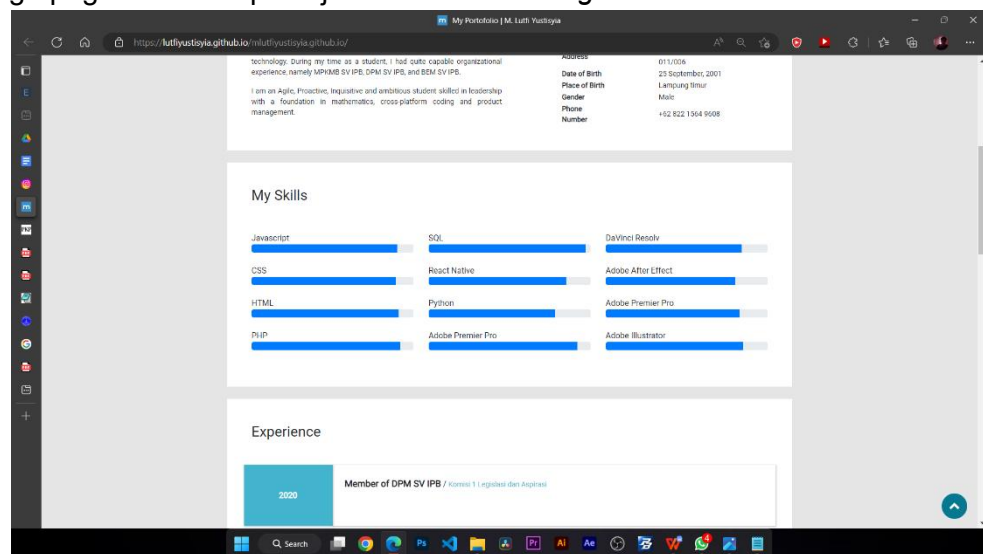 My Portofolio | M. Lutfi Yustisyia
https://lutfiyustisyia.github.io/mlutfiyustisyia.github.io/
technology. During my time as a student, I had quite capable organizational
experience, namely MPKMB SV IPB, DPM SV IPB, and BEM SV IPB.
I am an Agile, Proactive, Inquisitive and ambitious student skilled in leadership
with a foundation in mathematics, cross-platform coding and product
management.
Address
011/006
Date of Birth
25 September, 2001
Place of Birth
Lampung timur
Gender
Male
Phone
Number
+62 822 1564 9608
My Skills
Javascript
SQL
DaVinci Resolv
CSS
React Native
Adobe After Effect
HTML
Python
Adobe Premier Pro
PHP
Adobe Premier Pro
Adobe Illustrator
Experience
2020
Member of DPM SV IPB / Komisi 1 Legislasi dan Aspirasi
Search